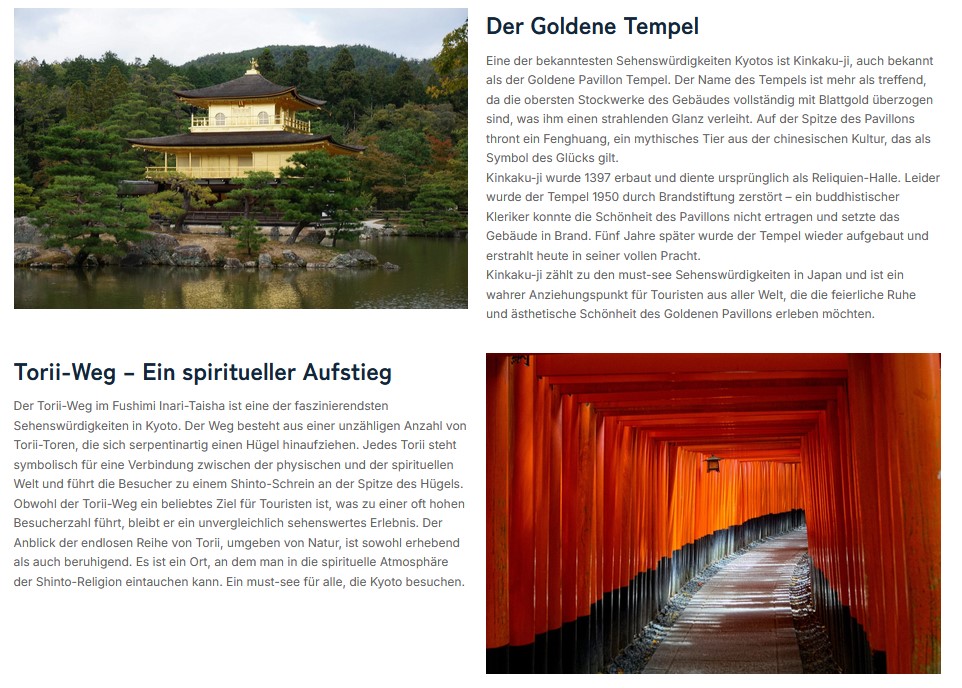 Der Goldene Tempel
Eine der bekanntesten Sehenswürdigkeiten Kyotos ist Kinkaku-ji, auch bekannt
als der Goldene Pavillon Tempel. Der Name des Tempels ist mehr als treffend,
da die obersten Stockwerke des Gebäudes vollständig mit Blattgold überzogen
sind, was ihm einen strahlenden Glanz verleiht. Auf der Spitze des Pavillons
thront ein Fenghuang, ein mythisches Tier aus der chinesischen Kultur, das als
Symbol des Glücks gilt.
Kinkaku-ji wurde 1397 erbaut und diente ursprünglich als Reliquien-Halle. Leider
wurde der Tempel 1950 durch Brandstiftung zerstört – ein buddhistischer
Kleriker konnte die Schönheit des Pavillons nicht ertragen und setzte das
Gebäude in Brand. Fünf Jahre später wurde der Tempel wieder aufgebaut und
erstrahlt heute in seiner vollen Pracht.
Kinkaku-ji zählt zu den must-see Sehenswürdigkeiten in Japan und ist ein
wahrer Anziehungspunkt für Touristen aus aller Welt, die die feierliche Ruhe
und ästhetische Schönheit des Goldenen Pavillons erleben möchten.
Torii-Weg – Ein spiritueller Aufstieg
Der Torii-Weg im Fushimi Inari-Taisha ist eine der faszinierendsten
Sehenswürdigkeiten in Kyoto. Der Weg besteht aus einer unzähligen Anzahl von
Torii-Toren, die sich serpentinartig einen Hügel hinaufziehen. Jedes Torii steht
symbolisch für eine Verbindung zwischen der physischen und der spirituellen
Welt und führt die Besucher zu einem Shinto-Schrein an der Spitze des Hügels.
Obwohl der Torii-Weg ein beliebtes Ziel für Touristen ist, was zu einer oft hohen
Besucherzahl führt, bleibt er ein unvergleichlich sehenswertes Erlebnis. Der
Anblick der endlosen Reihe von Torii, umgeben von Natur, ist sowohl erhebend
als auch beruhigend. Es ist ein Ort, an dem man in die spirituelle Atmosphäre
der Shinto-Religion eintauchen kann. Ein must-see für alle, die Kyoto besuchen.